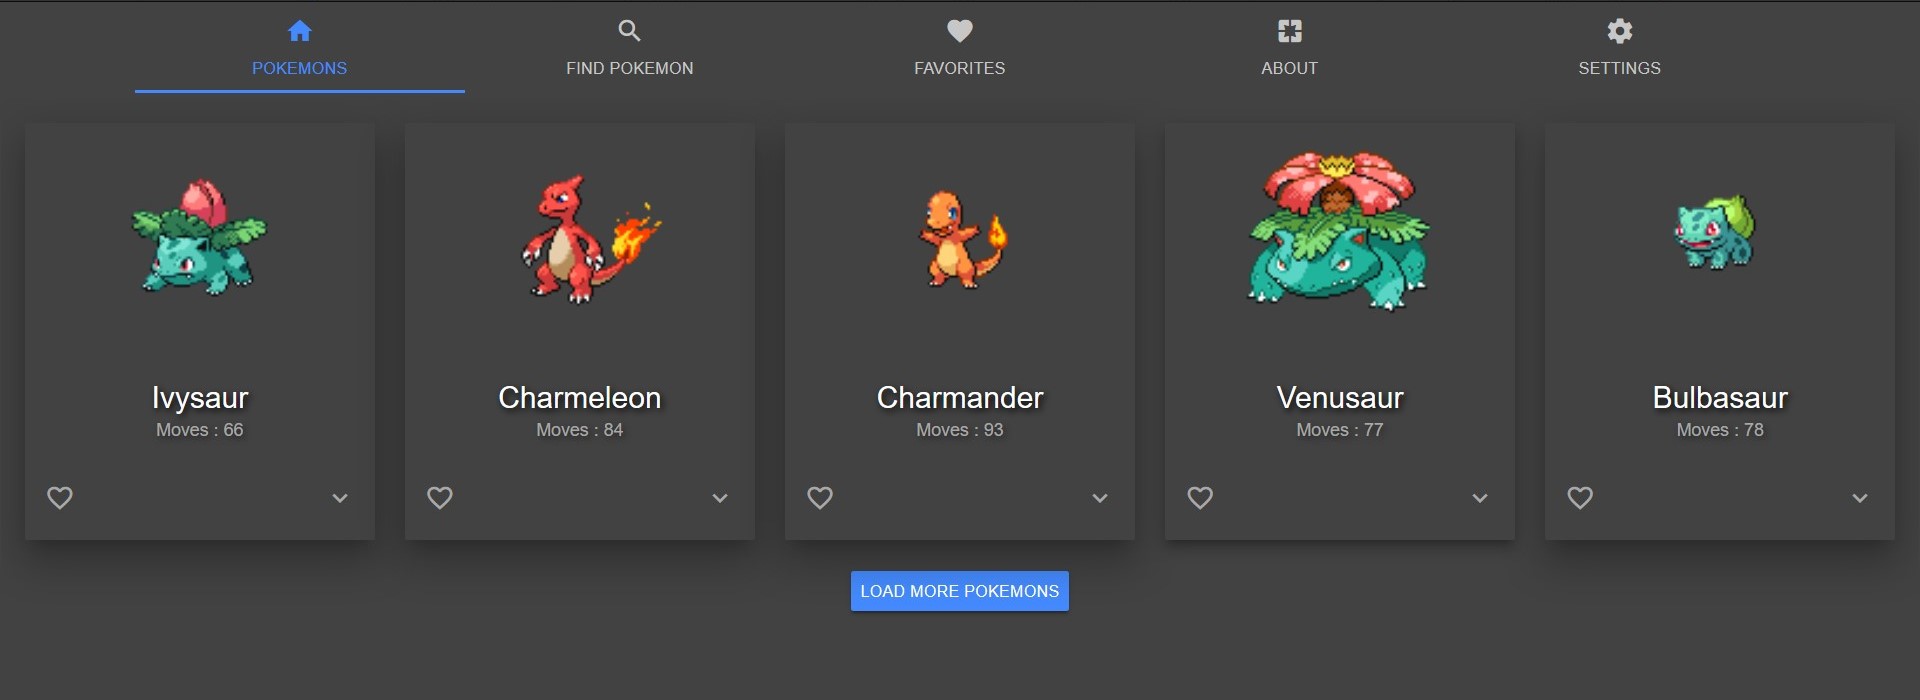 POKEMONS
FIND POKEMON
FAVORITES
ABOUT
SETTINGS
Ivysaur
Moves : 66
Charmeleon
Moves : 84
Charmander
Moves : 93
Venusaur
Moves : 77
Bulbasaur
Moves : 78
LOAD MORE POKEMONS